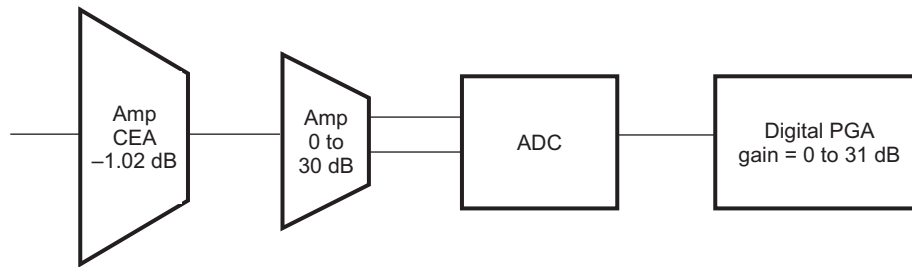 Amp
CEA
–1.02 dB
Amp
0 to
30 dB
ADC
Digital PGA
gain = 0 to 31 dB